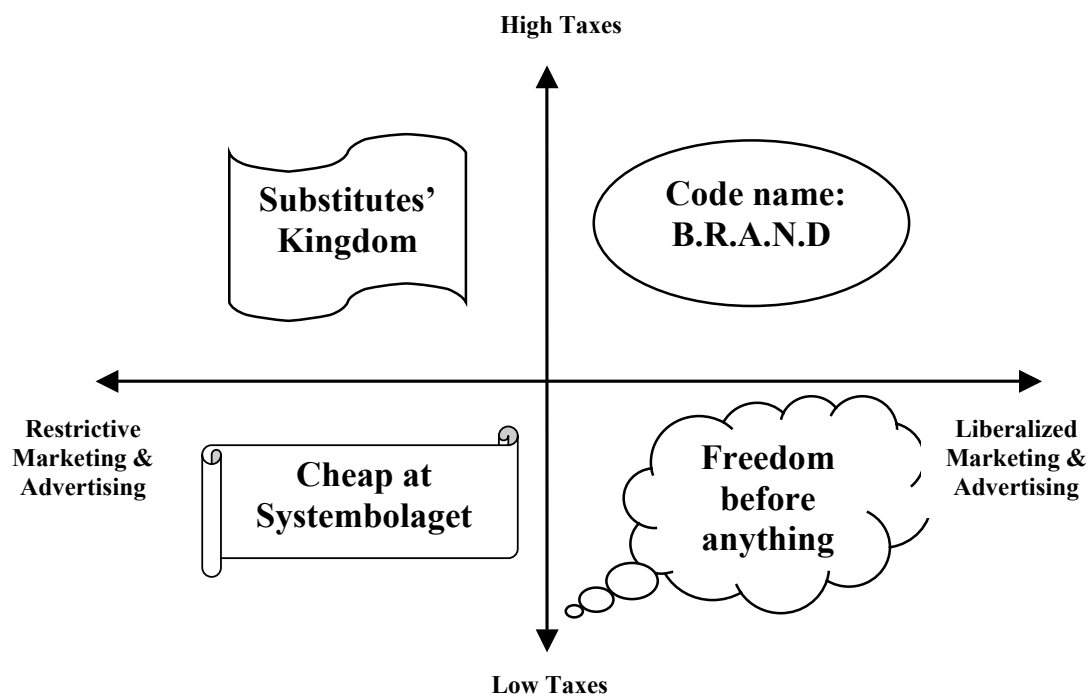 High Taxes
Substitutes’
Kingdom
Code name:
B.R.A.N.D
Restrictive
Marketing &
Advertising
Liberalized
Marketing &
Advertising
Cheap at
Systembolaget
Freedom
before
anything
Low Taxes